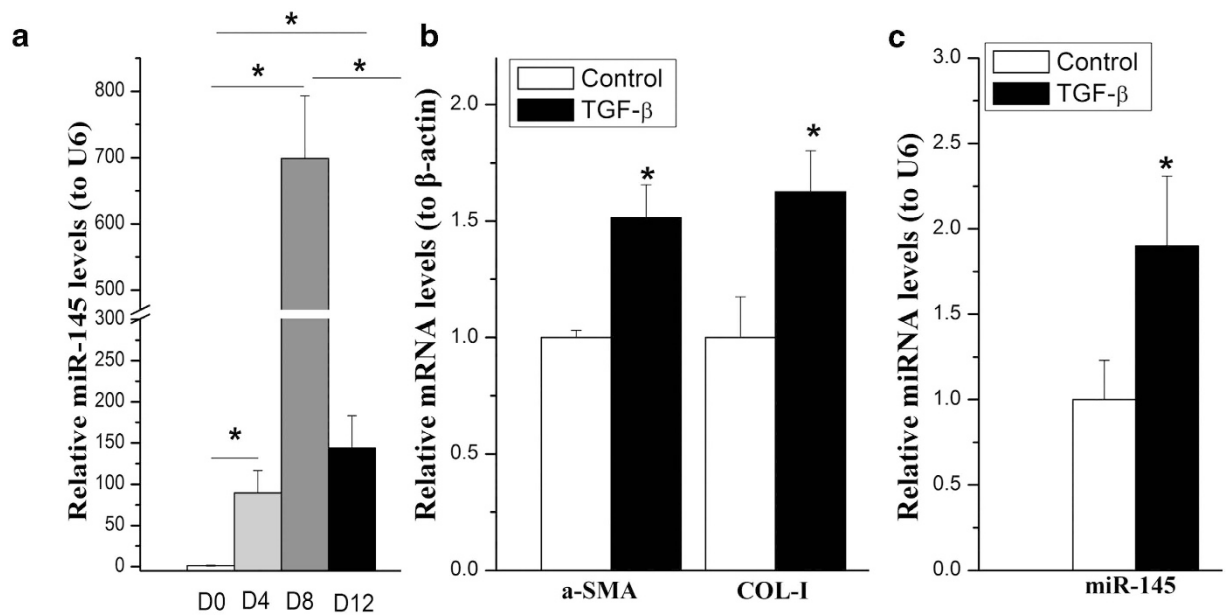 a
Relative miR-145 levels (to U6)
800
700
600
500
300
250
200
150
100
50
0
*
*
*
*
D0 D4 D8 D12
b
Relative mRNA levels (to β-actin)
2.0
1.5
1.0
0.5
0.0
Control
TGF-β
*
*
a-SMA COL-I
c
Relative miRNA levels (to U6)
3.0
2.5
2.0
1.5
1.0
0.5
0.0
Control
TGF-β
*
miR-145